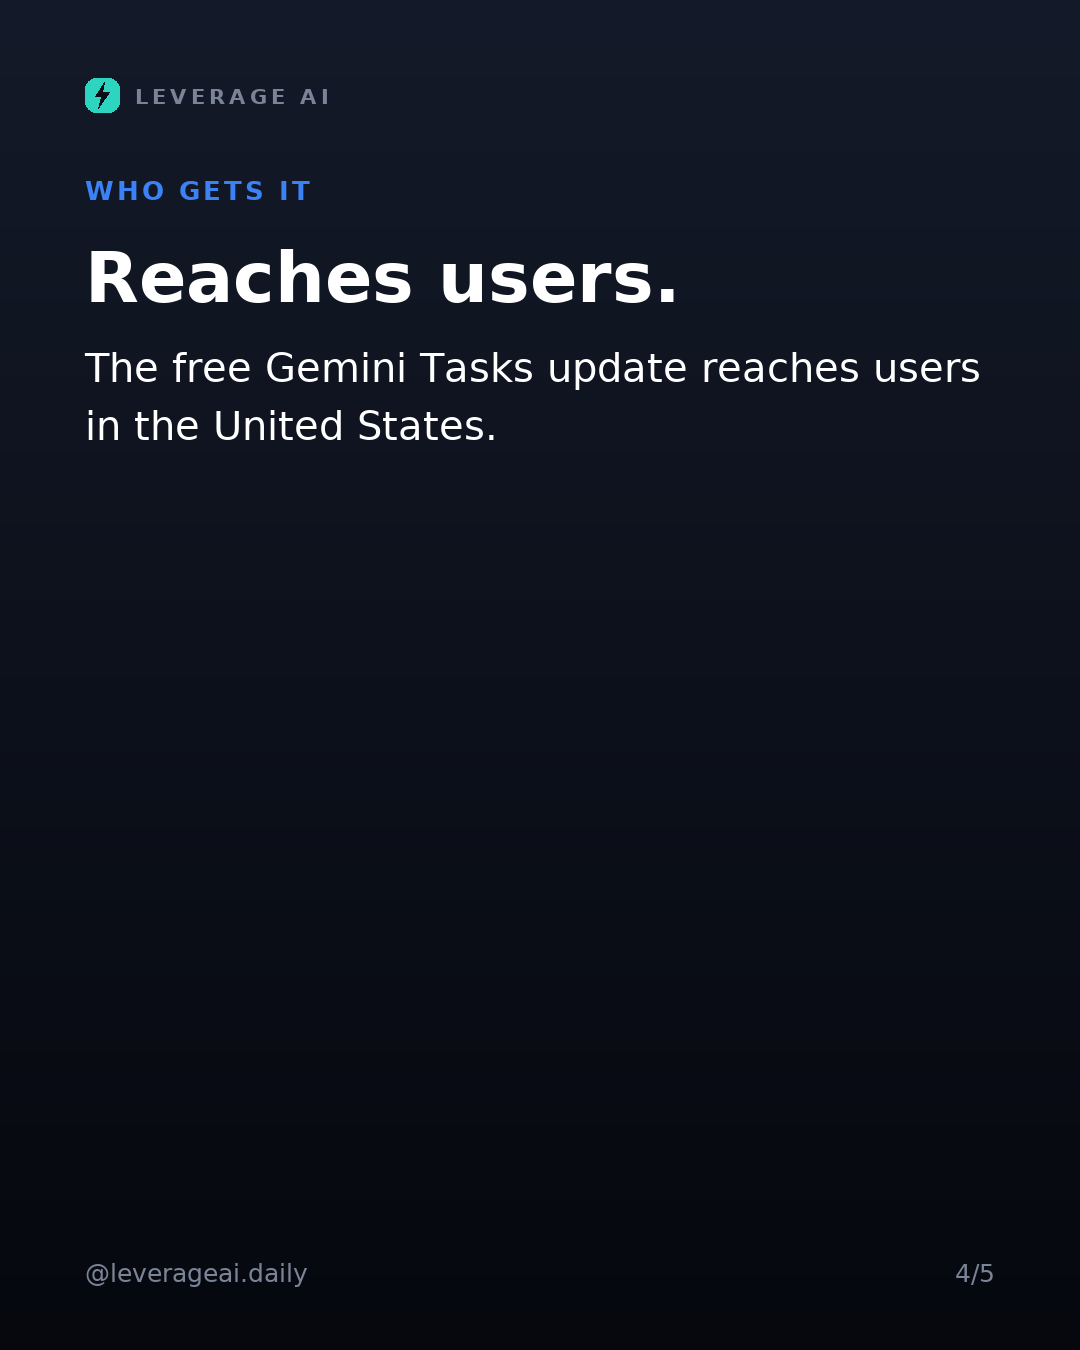 LEVERAGE AI
WHO GETS IT
Reaches users.
The free Gemini Tasks update reaches users
in the United States.
@leverageai.daily
4/5